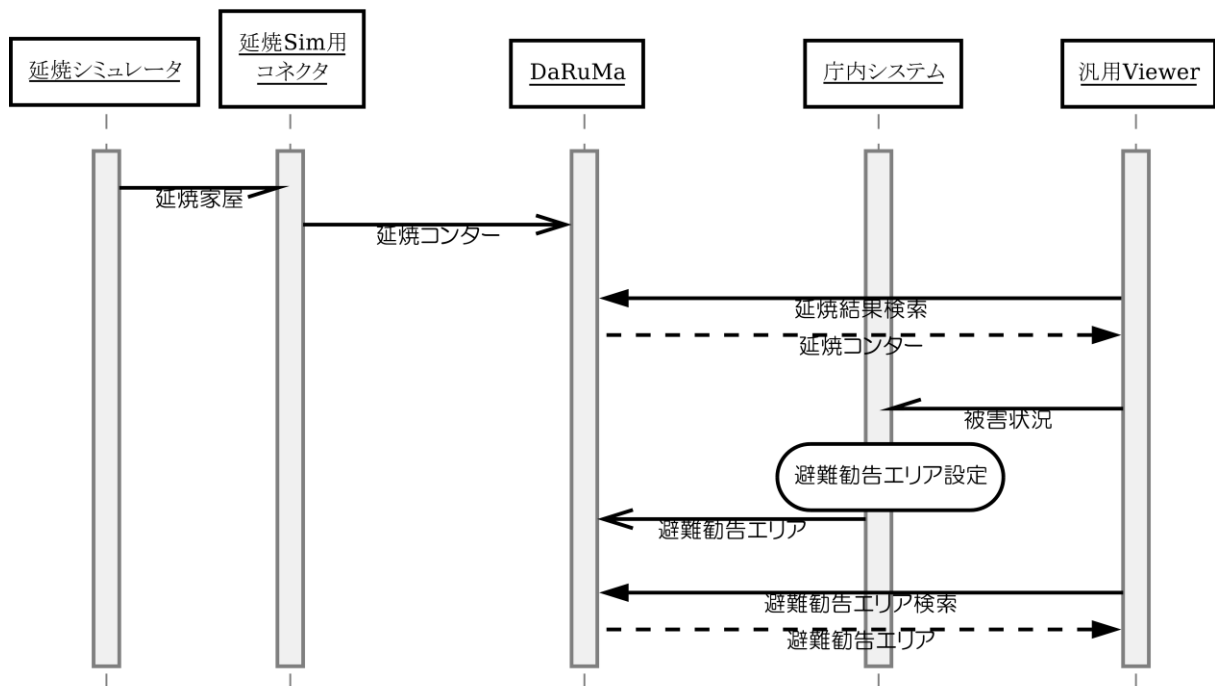 延焼シミュレータ
延焼Sim用
コネクタ
DaRuMa
庁内システム
汎用Viewer
延焼家屋
延焼コンター
延焼結果検索
延焼コンター
被害状況
避難勧告エリア設定
避難勧告エリア
避難勧告エリア検索
避難勧告エリア